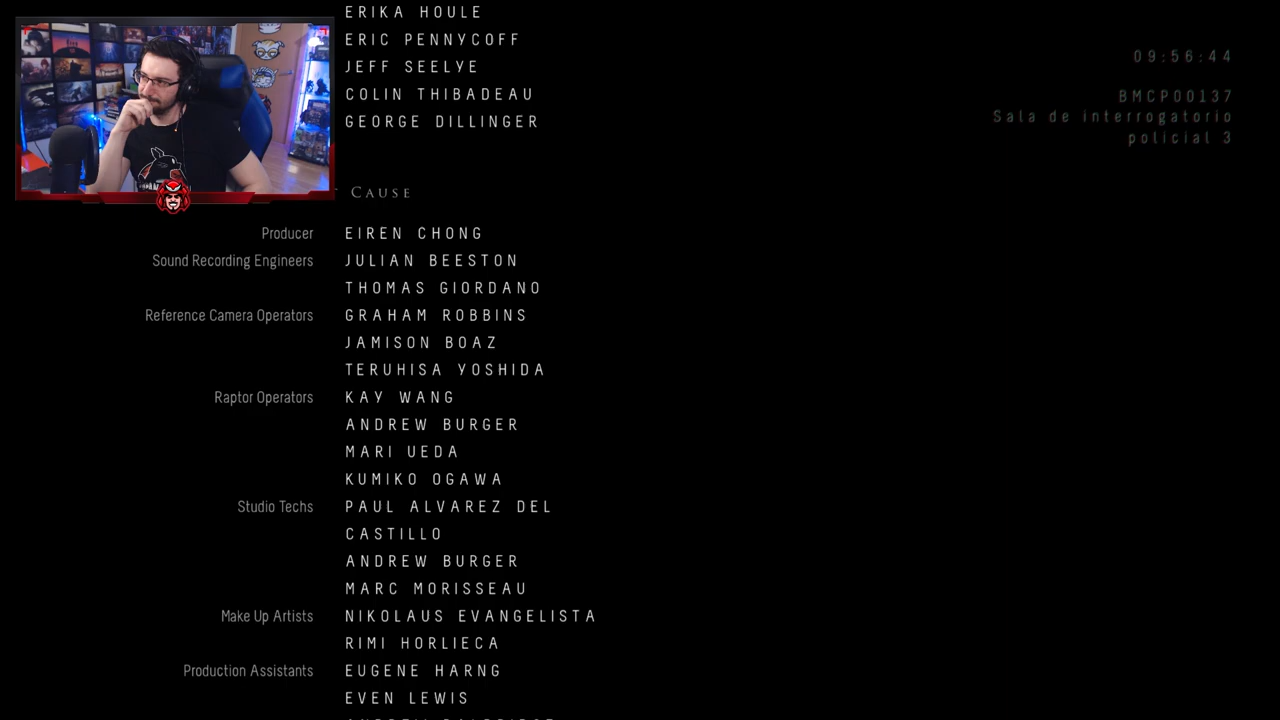 ERIKA HOULE
ERIC PENNYCOFF
JEFF SEELYE
COLIN THIBADEAU
GEORGE DILLINGER
09:56:44
BMCP00137
Sala de interrogatorio
policial 3
CAUSE
Producer EIREN CHONG
Sound Recording Engineers JULIAN BEESTON
THOMAS GIORDANO
Reference Camera Operators GRAHAM ROBBINS
JAMISON BOAZ
TERUHISA YOSHIDA
Raptor Operators KAY WANG
ANDREW BURGER
MARI UEDA
KUMIKO OGAWA
Studio Techs PAUL ALVAREZ DEL
CASTILLO
ANDREW BURGER
MARC MORISSEAU
Make Up Artists NIKOLAUS EVANGELISTA
RIMI HORLIECA
Production Assistants EUGENE HARNG
EVEN LEWIS